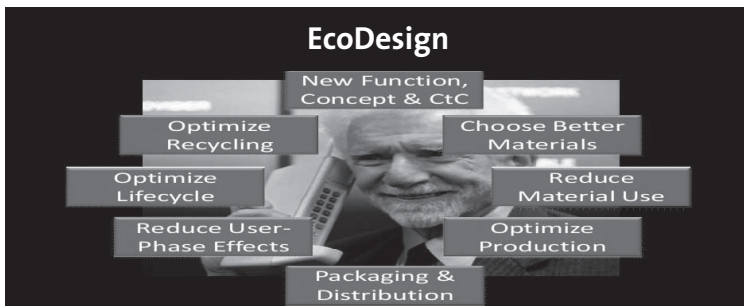 EcoDesign
New Function,
Concept & CtC
Optimize
Recycling
Choose Better
Materials
Optimize
Lifecycle
Reduce
Material Use
Reduce User-
Phase Effects
Optimize
Production
Packaging &
Distribution